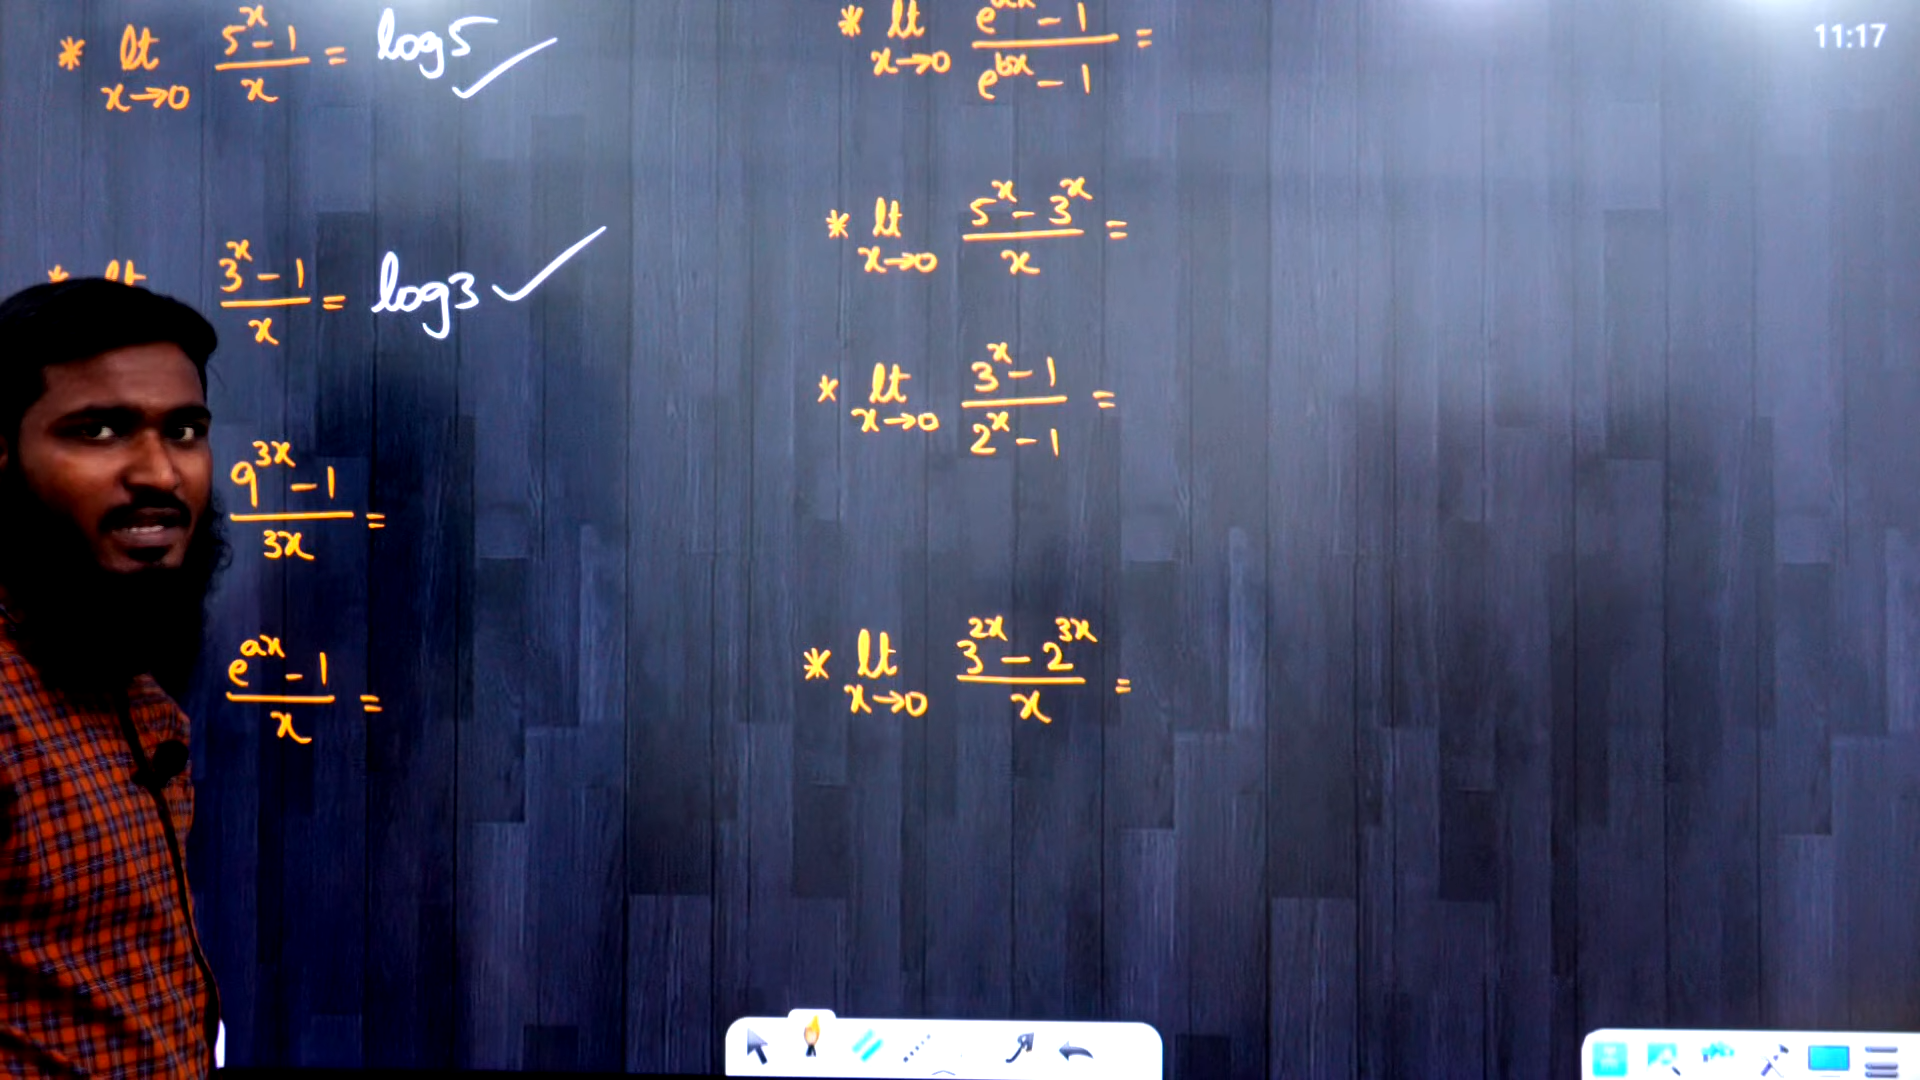 * lt x→0 (5^x - 1)/x = log5 ✓
* lt (3^x - 1)/x = log3 ✓
(9^3x - 1)/3x =
(e^ax - 1)/x =
* lt x→0 (e^ax - 1)/(e^bx - 1) =
* lt x→0 (5^x - 3^x)/x =
* lt x→0 (3^x - 1)/(2^x - 1) =
* lt x→0 (3^2x - 2^3x)/x =
11:17